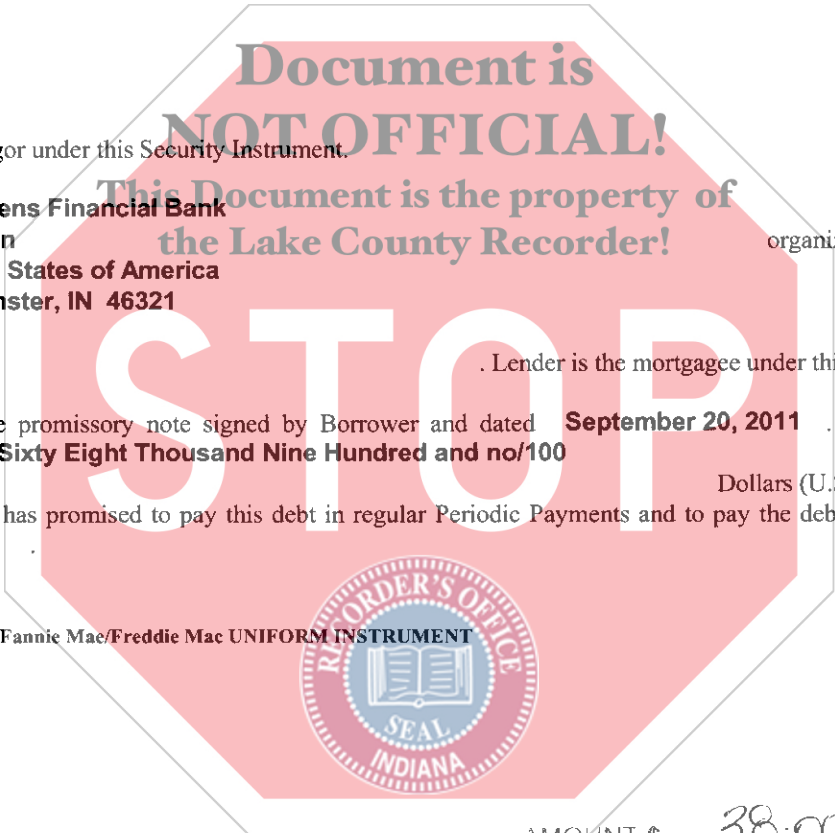 Document is
NOT OFFICIAL!
gor under this Security Instrument.
This Document is the property of
ens Financial Bank
the Lake County Recorder!
n organi
States of America
ster, IN 46321
STOP
. Lender is the mortgagee under thi
e promissory note signed by Borrower and dated September 20, 2011 .
Sixty Eight Thousand Nine Hundred and no/100
Dollars (U.S
has promised to pay this debt in regular Periodic Payments and to pay the deb
.
Fannie Mae/Freddie Mac UNIFORM INSTRUMENT
RECORDER'S OFFICE
SEAL
INDIANA
AMOUNT $